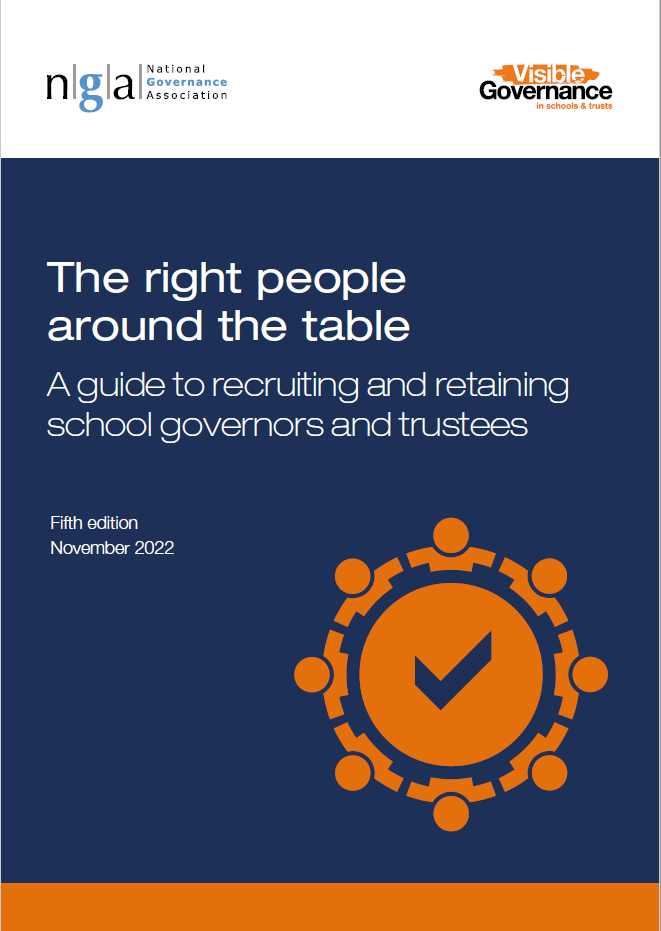 n|g|a
National
Governance
Association
Visible
Governance
in schools & trusts
The right people
around the table
A guide to recruiting and retaining
school governors and trustees
Fifth edition
November 2022